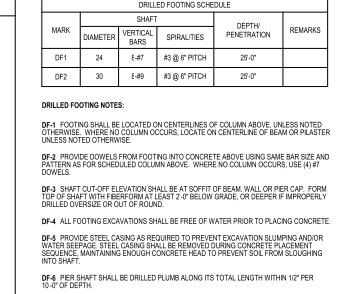 DRILLED FOOTING SCHEDULE
MARK
SHAFT
DEPTH/
PENETRATION
REMARKS
DIAMETER
VERTICAL
BARS
SPIRALITIES
DF1 24 6-#7 #3 @ 6" PITCH 25'-0"
DF2 30 6-#9 #3 @ 6" PITCH 25'-0"
DRILLED FOOTING NOTES:
DF-1 FOOTING SHALL BE LOCATED ON CENTERLINES OF COLUMN ABOVE, UNLESS NOTED
OTHERWISE. WHERE NO COLUMN OCCURS, LOCATE ON CENTERLINE OF BEAM OR PILASTER
UNLESS NOTED OTHERWISE.
DF-2 PROVIDE DOWELS FROM FOOTING INTO CONCRETE ABOVE USING SAME BAR SIZE AND
PATTERN AS FOR SCHEDULED COLUMN ABOVE. WHERE NO COLUMN OCCURS, USE (4) #7
DOWELS.
DF-3 SHAFT CUT-OFF ELEVATION SHALL BE AT SOFFIT OF BEAM, WALL OR PIER CAP. FORM
TOP OF SHAFT WITH FIBERFORM AT LEAST 2'-0" BELOW GRADE, OR DEEPER IF IMPROPERLY
DRILLED OVERSIZE OR OUT OF ROUND.
DF-4 ALL FOOTING EXCAVATIONS SHALL BE FREE OF WATER PRIOR TO PLACING CONCRETE.
DF-5 PROVIDE STEEL CASING AS REQUIRED TO PREVENT EXCAVATION SLUMPING AND/OR
WATER SEEPAGE. STEEL CASING SHALL BE REMOVED DURING CONCRETE PLACEMENT
SEQUENCE, MAINTAINING ENOUGH CONCRETE HEAD TO PREVENT SOIL FROM SLOUGHING
INTO SHAFT.
DF-6 PIER SHAFT SHALL BE DRILLED PLUMB ALONG ITS TOTAL LENGTH WITHIN 1/2" PER
10'-0" OF DEPTH.